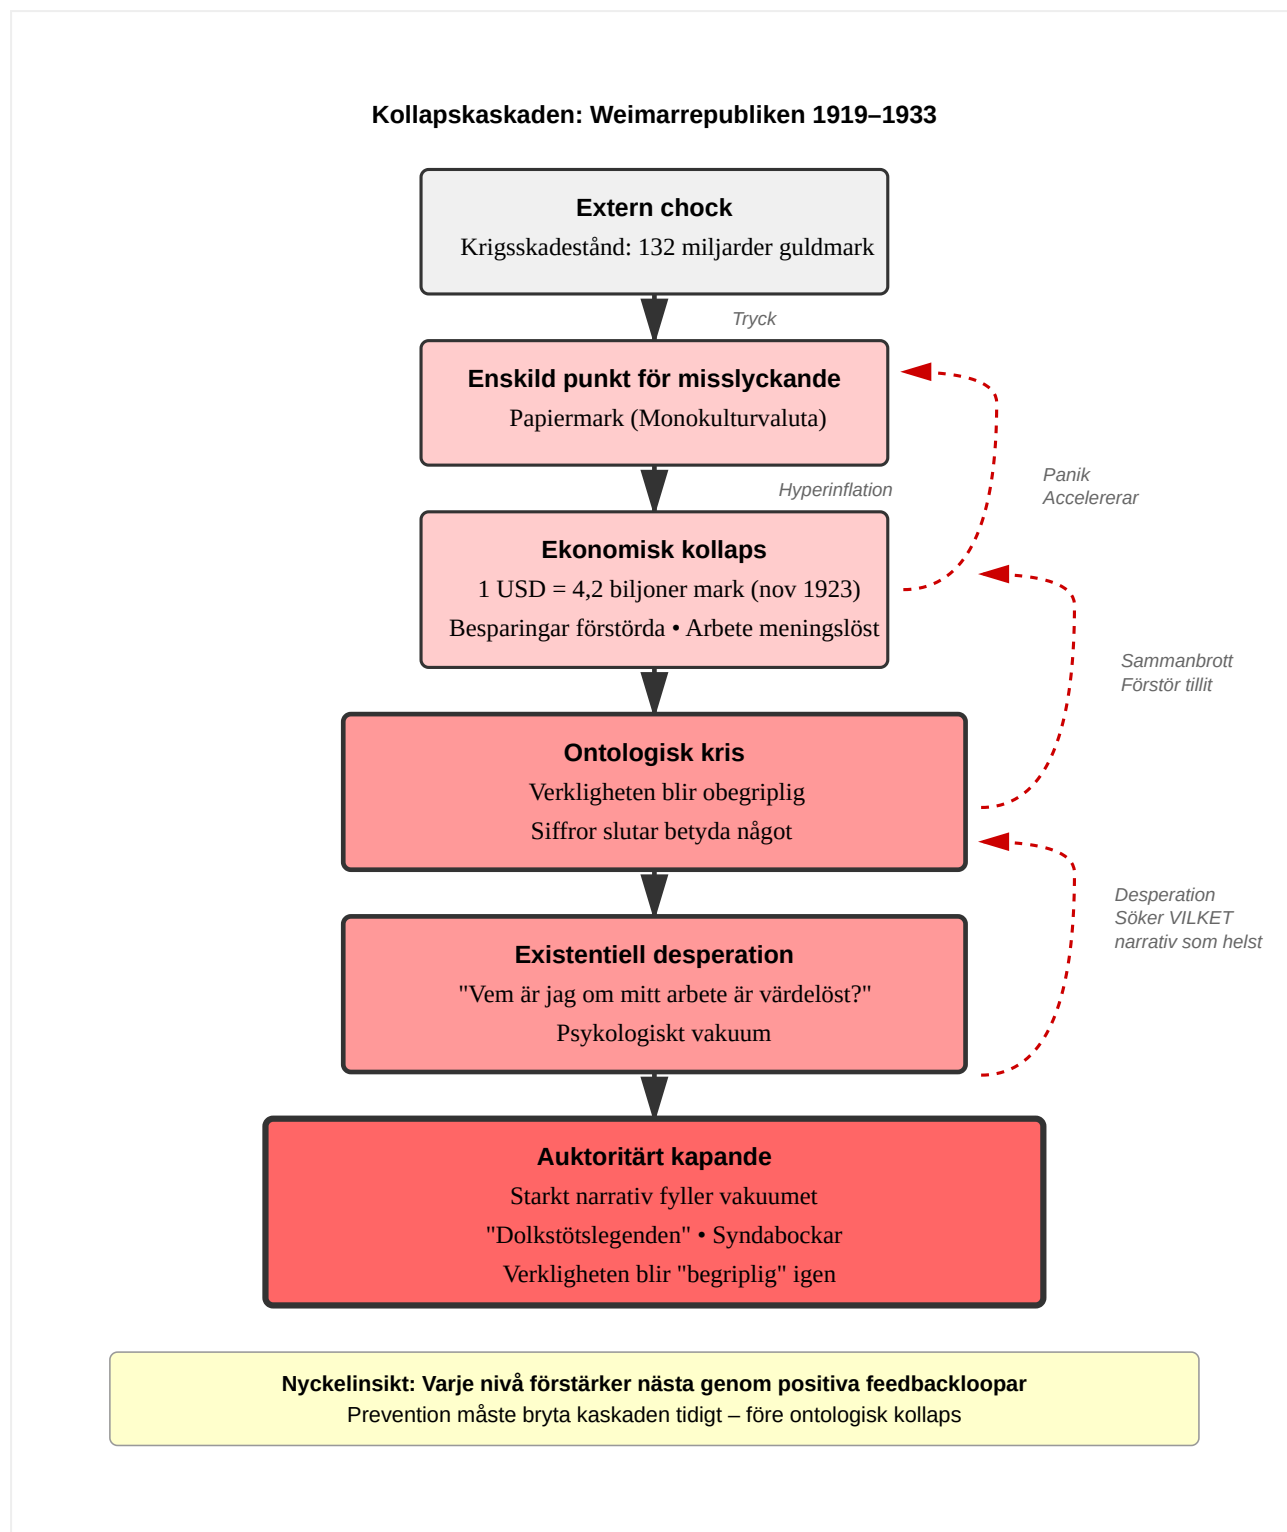 Kollapskaskaden: Weimarrepubliken 1919–1933
Extern chock
Krigsskadestånd: 132 miljarder guldmark
Tryck
Enskild punkt för misslyckande
Papiermark (Monokulturvaluta)
Hyperinflation
Panik
Accelererar
Ekonomisk kollaps
1 USD = 4,2 biljoner mark (nov 1923)
Besparingar förstörda • Arbete meningslöst
Sammanbrott
Förstör tillit
Ontologisk kris
Verkligheten blir obegriplig
Siffror slutar betyda något
Desperation
Söker VILKET
narrativ som helst
Existentiell desperation
"Vem är jag om mitt arbete är värdelöst?"
Psykologiskt vakuum
Auktoritärt kapande
Starkt narrativ fyller vakuumet
"Dolkstötslegenden" • Syndabockar
Verkligheten blir "begriplig" igen
Nyckelinsikt: Varje nivå förstärker nästa genom positiva feedbackloopar
Prevention måste bryta kaskaden tidigt – före ontologisk kollaps